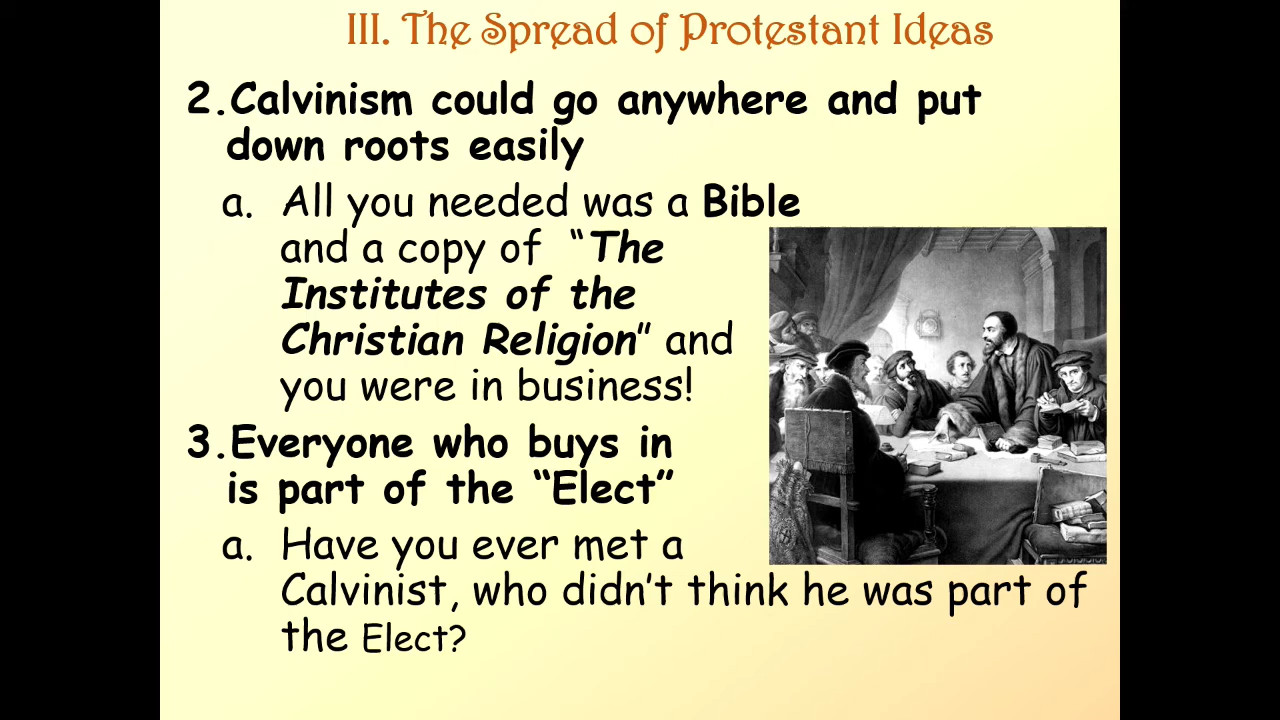 III. The Spread of Protestant Ideas
2.Calvinism could go anywhere and put
down roots easily
a. All you needed was a Bible
and a copy of “The
Institutes of the
Christian Religion” and
you were in business!
3.Everyone who buys in
is part of the “Elect”
a. Have you ever met a
Calvinist, who didn’t think he was part of
the Elect?